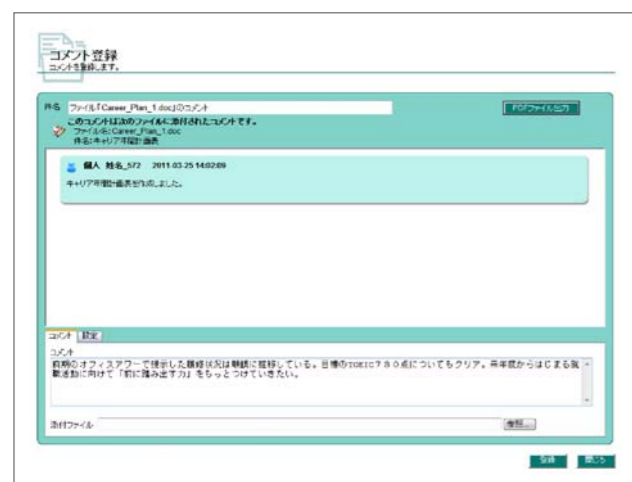 コメント登録
コメントを登録します。
件名 ファイル「Career_Plan_1.doc」のコメント
PDFファイル出力
このコメントは次のファイルに添付されたコメントです。
ファイル名:Career_Plan_1.doc
件名:キャリア年間計画表
個人 姓名_572 2011-03-25 14:02:09
キャリア年間計画表を作成しました。
コメント 設定
コメント
前期のオフィスアワーで提示した履修状況は順調に推移している。目標のTOEIC730点についてもクリア。来年度からはじまる就
職活動に向けて「前に踏み出す力」をもっとつけていきたい。
添付ファイル 参照...
登録 閉じる